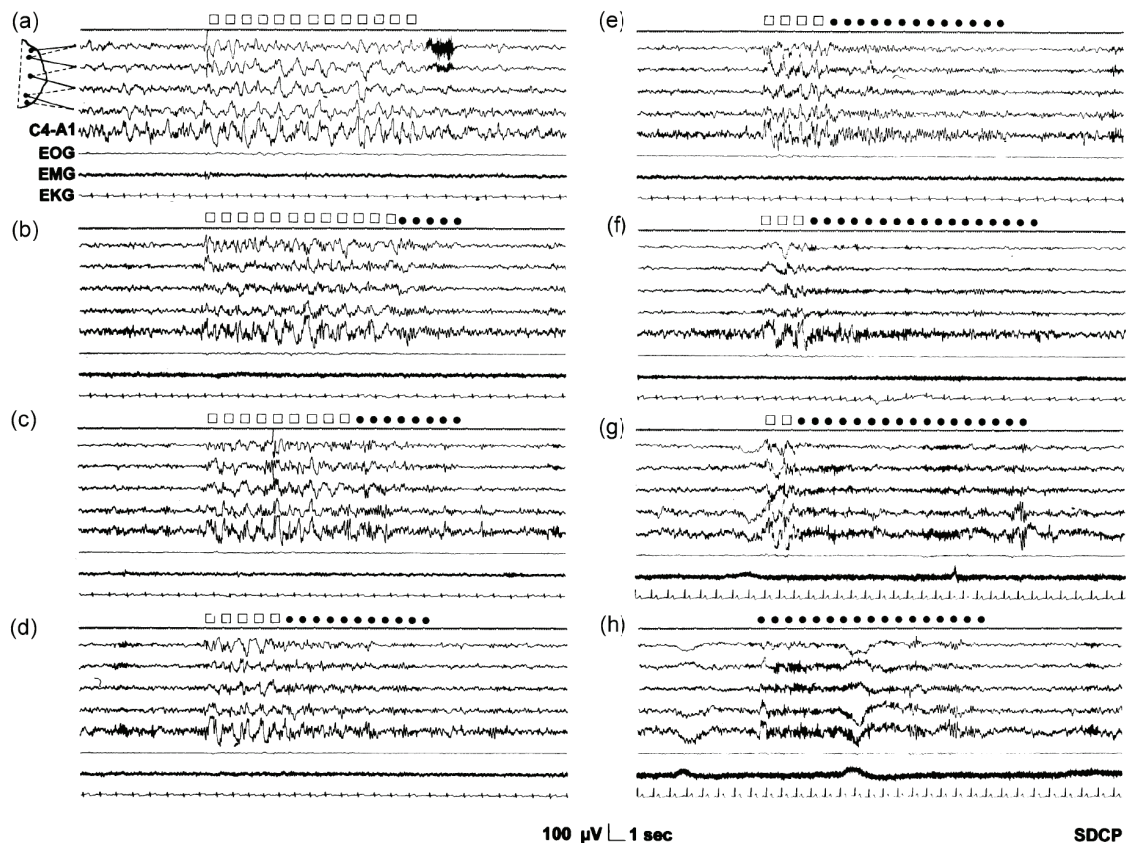 (a)
C4-A1
EOG
EMG
EKG
(b)
(c)
(d)
(e)
(f)
(g)
(h)
100 µV 1 sec
SDCP